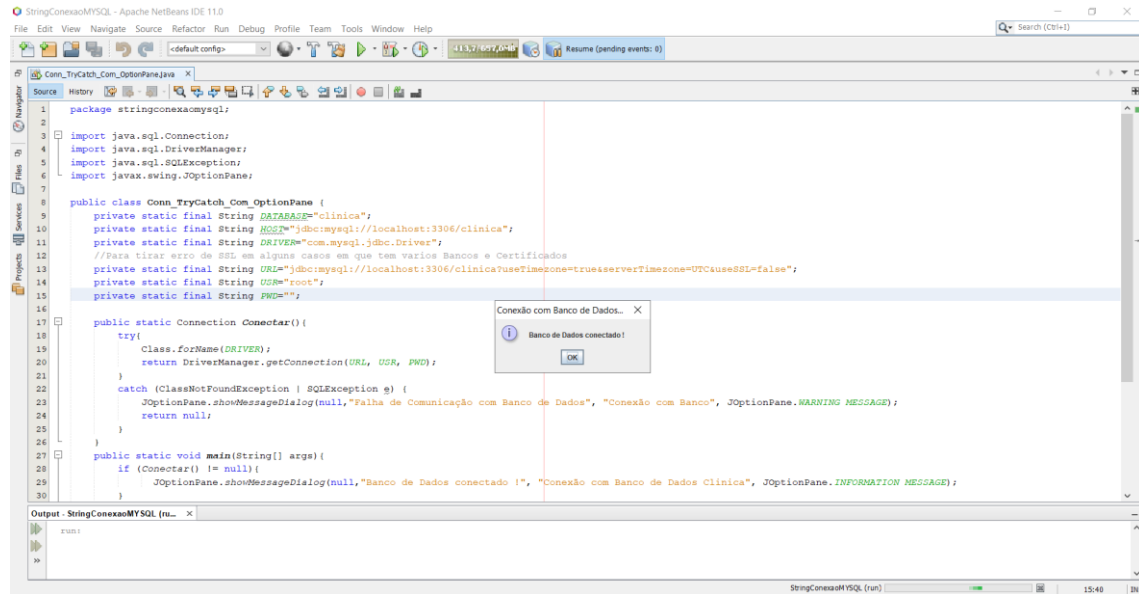 StringConexaoMYSQL - Apache NetBeans IDE 11.0
File Edit View Navigate Source Refactor Run Debug Profile Team Tools Window Help
Search (Ctrl+I)
<default config>
Resume (pending events: 0)
Conn_TryCatch_Com_OptionPane.java
Source History
Navigator
Files
Services
Projects
1 package stringconexaomysql;
2
3 import java.sql.Connection;
4 import java.sql.DriverManager;
5 import java.sql.SQLException;
6 import javax.swing.JOptionPane;
7
8 public class Conn_TryCatch_Com_OptionPane {
9 private static final String DATABASE="clinica";
10 private static final String HOST="jdbc:mysql://localhost:3306/clinica";
11 private static final String DRIVER="com.mysql.jdbc.Driver";
12 //Para tirar erro de SSL em alguns casos em que tem varios Bancos e Certificados
13 private static final String URL="jdbc:mysql://localhost:3306/clinica?useTimezone=true&serverTimezone=UTC&useSSL=false";
14 private static final String USR="root";
15 private static final String PWD="";
16
17 public static Connection Conectar(){
18 try{
19 Class.forName(DRIVER);
20 return DriverManager.getConnection(URL, USR, PWD);
21 }
22 catch (ClassNotFoundException | SQLException e) {
23 JOptionPane.showMessageDialog(null,"Falha de Comunicação com Banco de Dados", "Conexão com Banco", JOptionPane.WARNING_MESSAGE);
24 return null;
25 }
26 }
27 public static void main(String[] args){
28 if (Conectar() != null){
29 JOptionPane.showMessageDialog(null,"Banco de Dados conectado !", "Conexão com Banco de Dados Clinica", JOptionPane.INFORMATION_MESSAGE);
30 }
Conexão com Banco de Dados...
Banco de Dados conectado !
OK
Output - StringConexaoMYSQL (ru...
run:
StringConexaoMYSQL (run)
15:40